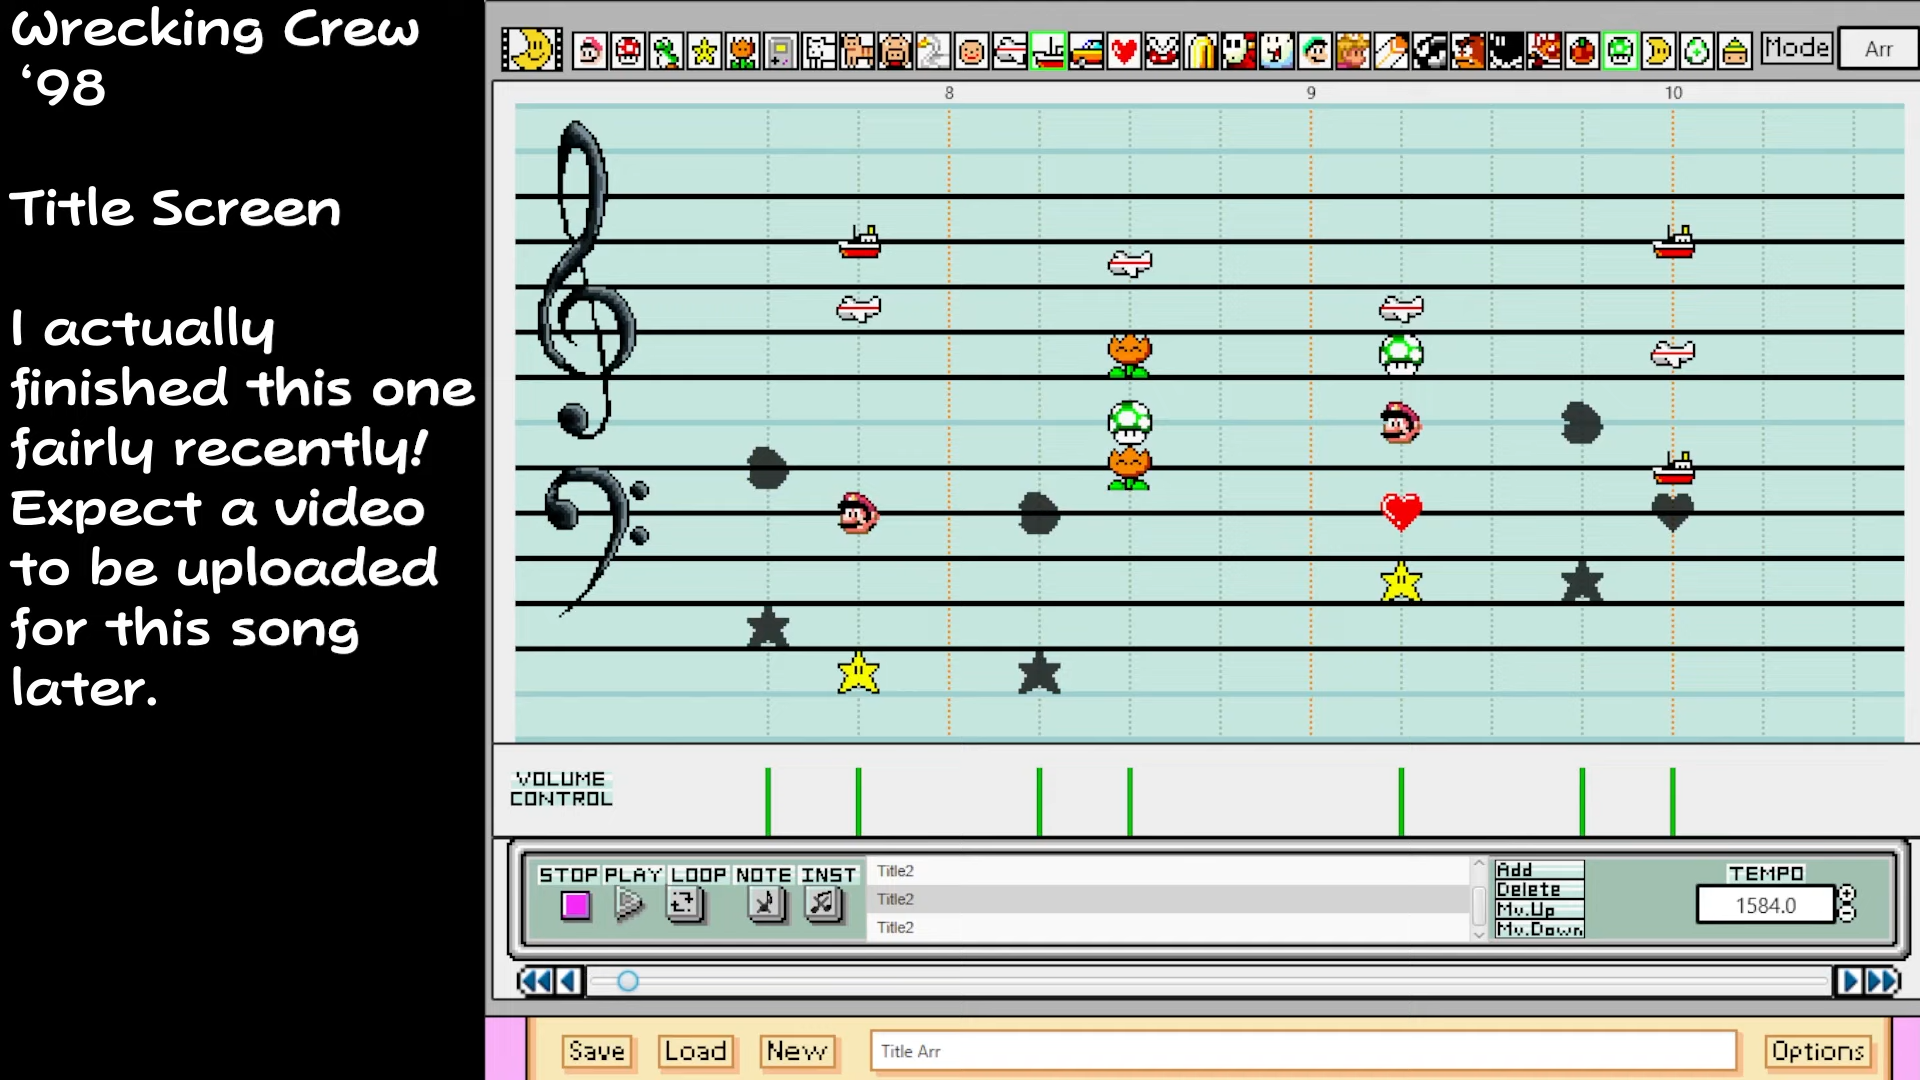 Wrecking Crew
‘98
Title Screen
I actually
finished this one
fairly recently!
Expect a video
to be uploaded
for this song
later.
Mode
Arr
8
9
10
VOLUME
CONTROL
STOP PLAY LOOP NOTE INST
Title2
Title2
Title2
Add
Delete
Mv.Up
Mv.Down
TEMPO
1584.0
Save
Load
New
Title Arr
Options